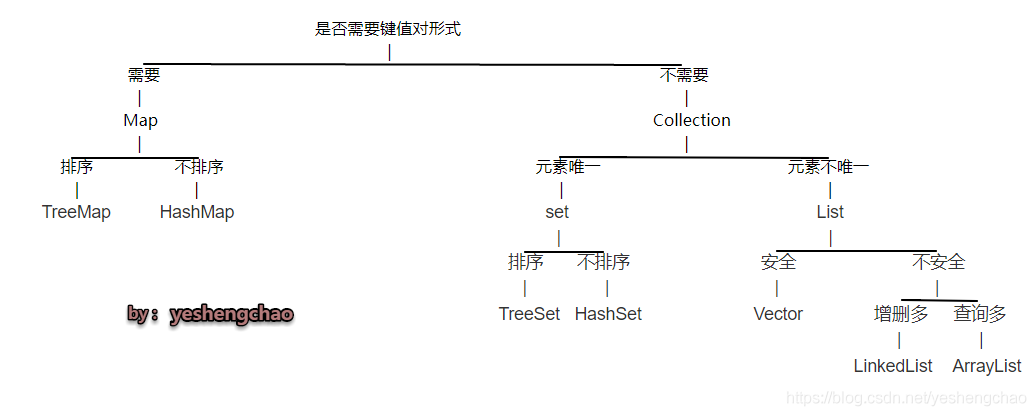 是否需要键值对形式
需要 不需要
Map Collection
排序 不排序 元素唯一 元素不唯一
TreeMap HashMap set List
排序 不排序 安全 不安全
TreeSet HashSet Vector 增删多 查询多
by：yeshengchao
LinkedList ArrayList
https://blog.csdn.net/yeshengchao